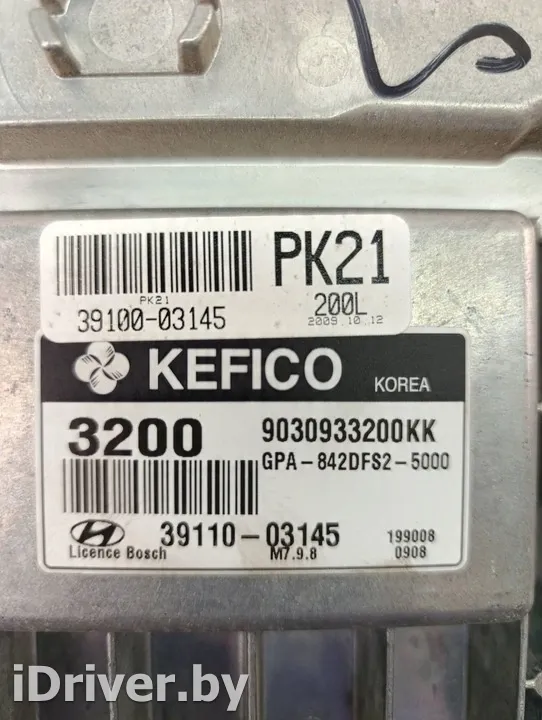 PK21
PK21
39100-03145
200L
2009.10.12
KEFICO
KOREA
3200
9030933200KK
GPA-842DFS2-5000
39110-03145
199008
Licence Bosch
M7.9.8
0908
iDriver.by